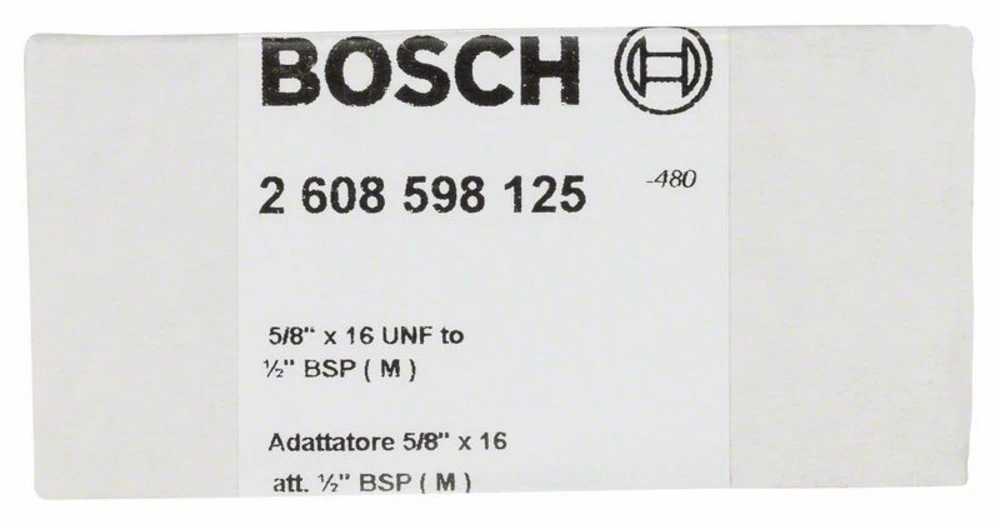 BOSCH
2 608 598 125 -480
5/8" x 16 UNF to
½" BSP ( M )
Adattatore 5/8" x 16
att. ½" BSP ( M )